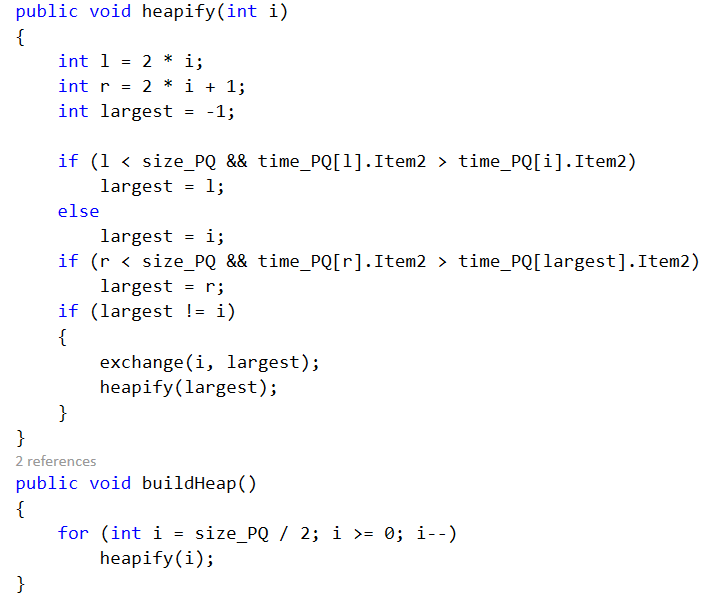 public void heapify(int i)
{
    int l = 2 * i;
    int r = 2 * i + 1;
    int largest = -1;

    if (l < size_PQ && time_PQ[l].Item2 > time_PQ[i].Item2)
        largest = l;
    else
        largest = i;
    if (r < size_PQ && time_PQ[r].Item2 > time_PQ[largest].Item2)
        largest = r;
    if (largest != i)
    {
        exchange(i, largest);
        heapify(largest);
    }
}
2 references
public void buildHeap()
{
    for (int i = size_PQ / 2; i >= 0; i--)
        heapify(i);
}